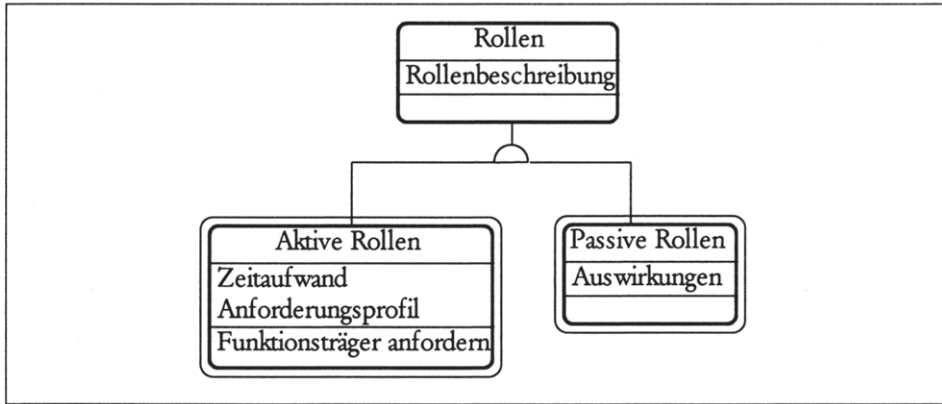 Rollen
Rollenbeschreibung
Aktive Rollen
Zeitaufwand
Anforderungsprofil
Funktionsträger anfordern
Passive Rollen
Auswirkungen